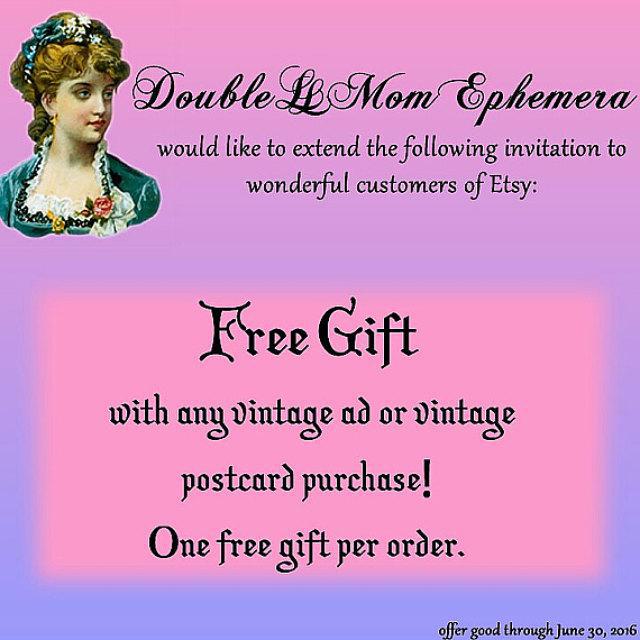 DoubleLLMom Ephemera
would like to extend the following invitation to
wonderful customers of Etsy:
Free Gift
with any vintage ad or vintage
postcard purchase!
One free gift per order.
offer good through June 30, 2016